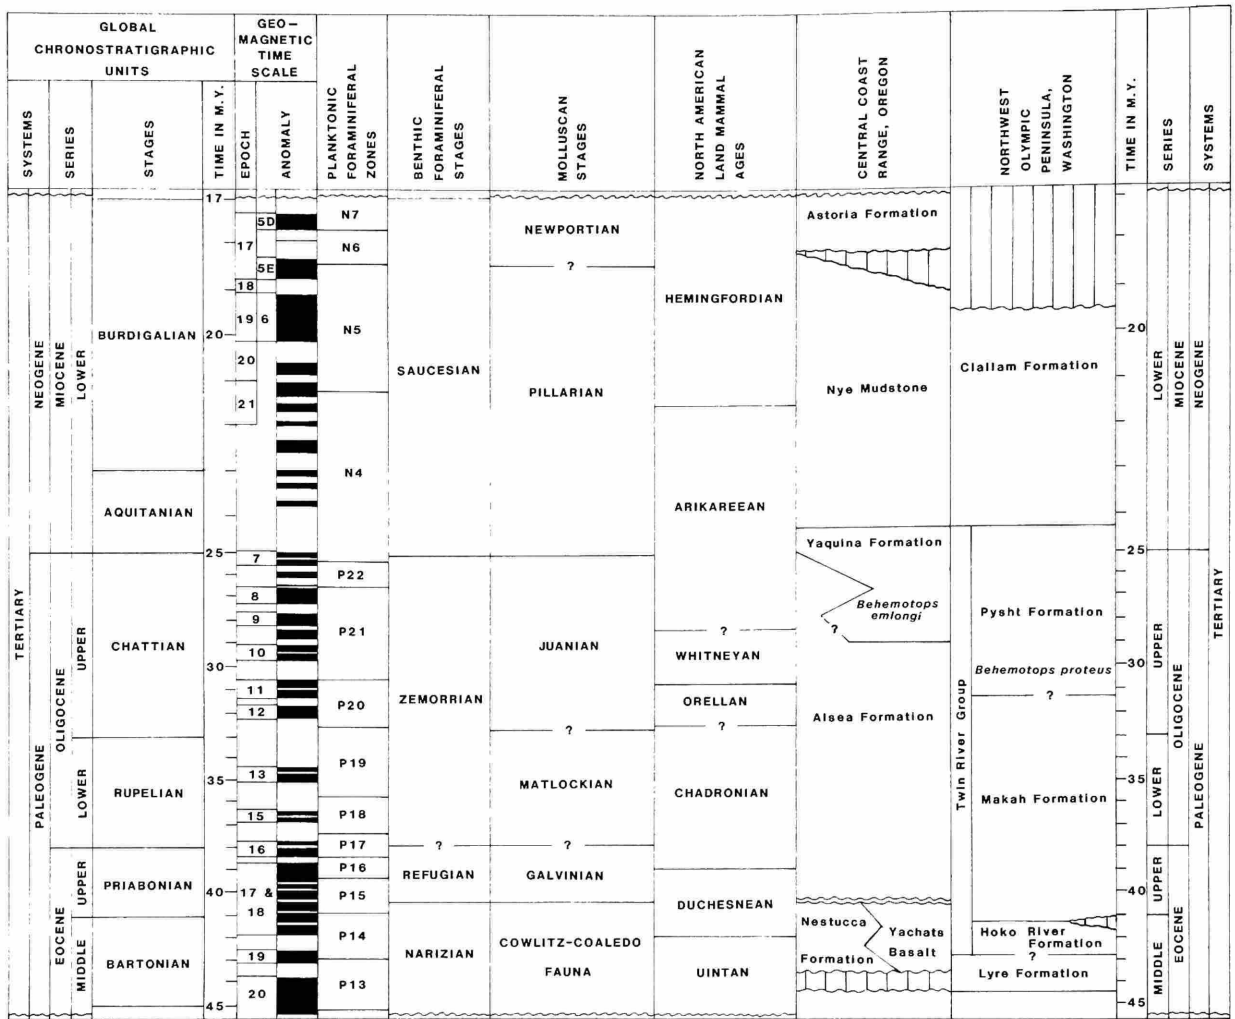 GLOBAL
CHRONOSTRATIGRAPHIC
UNITS
GEO-
MAGNETIC
TIME
SCALE
SYSTEMS
SERIES
STAGES
TIME IN M.Y.
EPOCH
ANOMALY
PLANKTONIC
FORAMINIFERAL
ZONES
BENTHIC
FORAMINIFERAL
STAGES
MOLLUSCAN
STAGES
NORTH AMERICAN
LAND MAMMAL
AGES
CENTRAL COAST
RANGE, OREGON
NORTHWEST
OLYMPIC
PENINSULA,
WASHINGTON
TIME IN M.Y.
SERIES
SYSTEMS
TERTIARY
NEOGENE
PALEOGENE
MIOCENE
LOWER
OLIGOCENE
UPPER
LOWER
EOCENE
UPPER
MIDDLE
BURDIGALIAN
AQUITANIAN
CHATTIAN
RUPELIAN
PRIABONIAN
BARTONIAN
17
20
25
30
35
40
45
17
18
19
20
21
7
8
9
10
11
12
13
15
16
17 &
18
19
20
5D
5E
6
N7
N6
N5
N4
P22
P21
P20
P19
P18
P17
P16
P15
P14
P13
SAUCESIAN
ZEMORRIAN
?
REFUGIAN
NARIZIAN
NEWPORTIAN
?
PILLARIAN
JUANIAN
?
MATLOCKIAN
?
GALVINIAN
COWLITZ-COALEDO
FAUNA
HEMINGFORDIAN
ARIKAREEAN
?
WHITNEYAN
ORELLAN
?
CHADRONIAN
DUCHESNEAN
UINTAN
Astoria Formation
Nye Mudstone
Yaquina Formation
Behemotops
emlongi
?
Alsea Formation
Nestucca
Formation
Yachats
Basalt
Clallam Formation
Twin River Group
Pysht Formation
Behemotops proteus
?
Makah Formation
Hoko River
Formation
?
Lyre Formation
20
25
30
35
40
45
LOWER
UPPER
LOWER
UPPER
MIDDLE
MIOCENE
OLIGOCENE
EOCENE
NEOGENE
PALEOGENE
TERTIARY